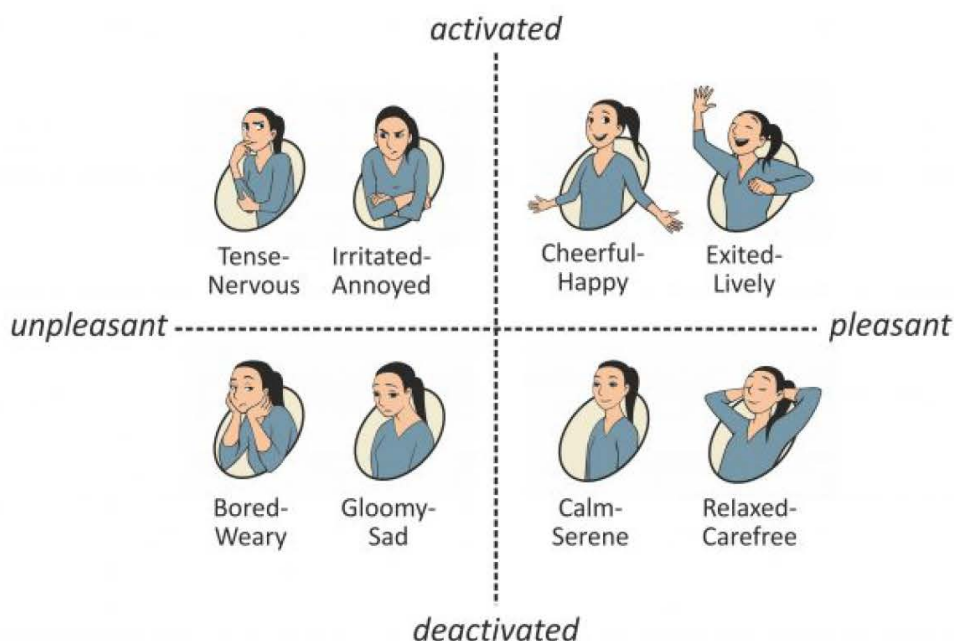 activated
Tense-
Nervous
Irritated-
Annoyed
Cheerful-
Happy
Exited-
Lively
unpleasant
pleasant
Bored-
Weary
Gloomy-
Sad
Calm-
Serene
Relaxed-
Carefree
deactivated